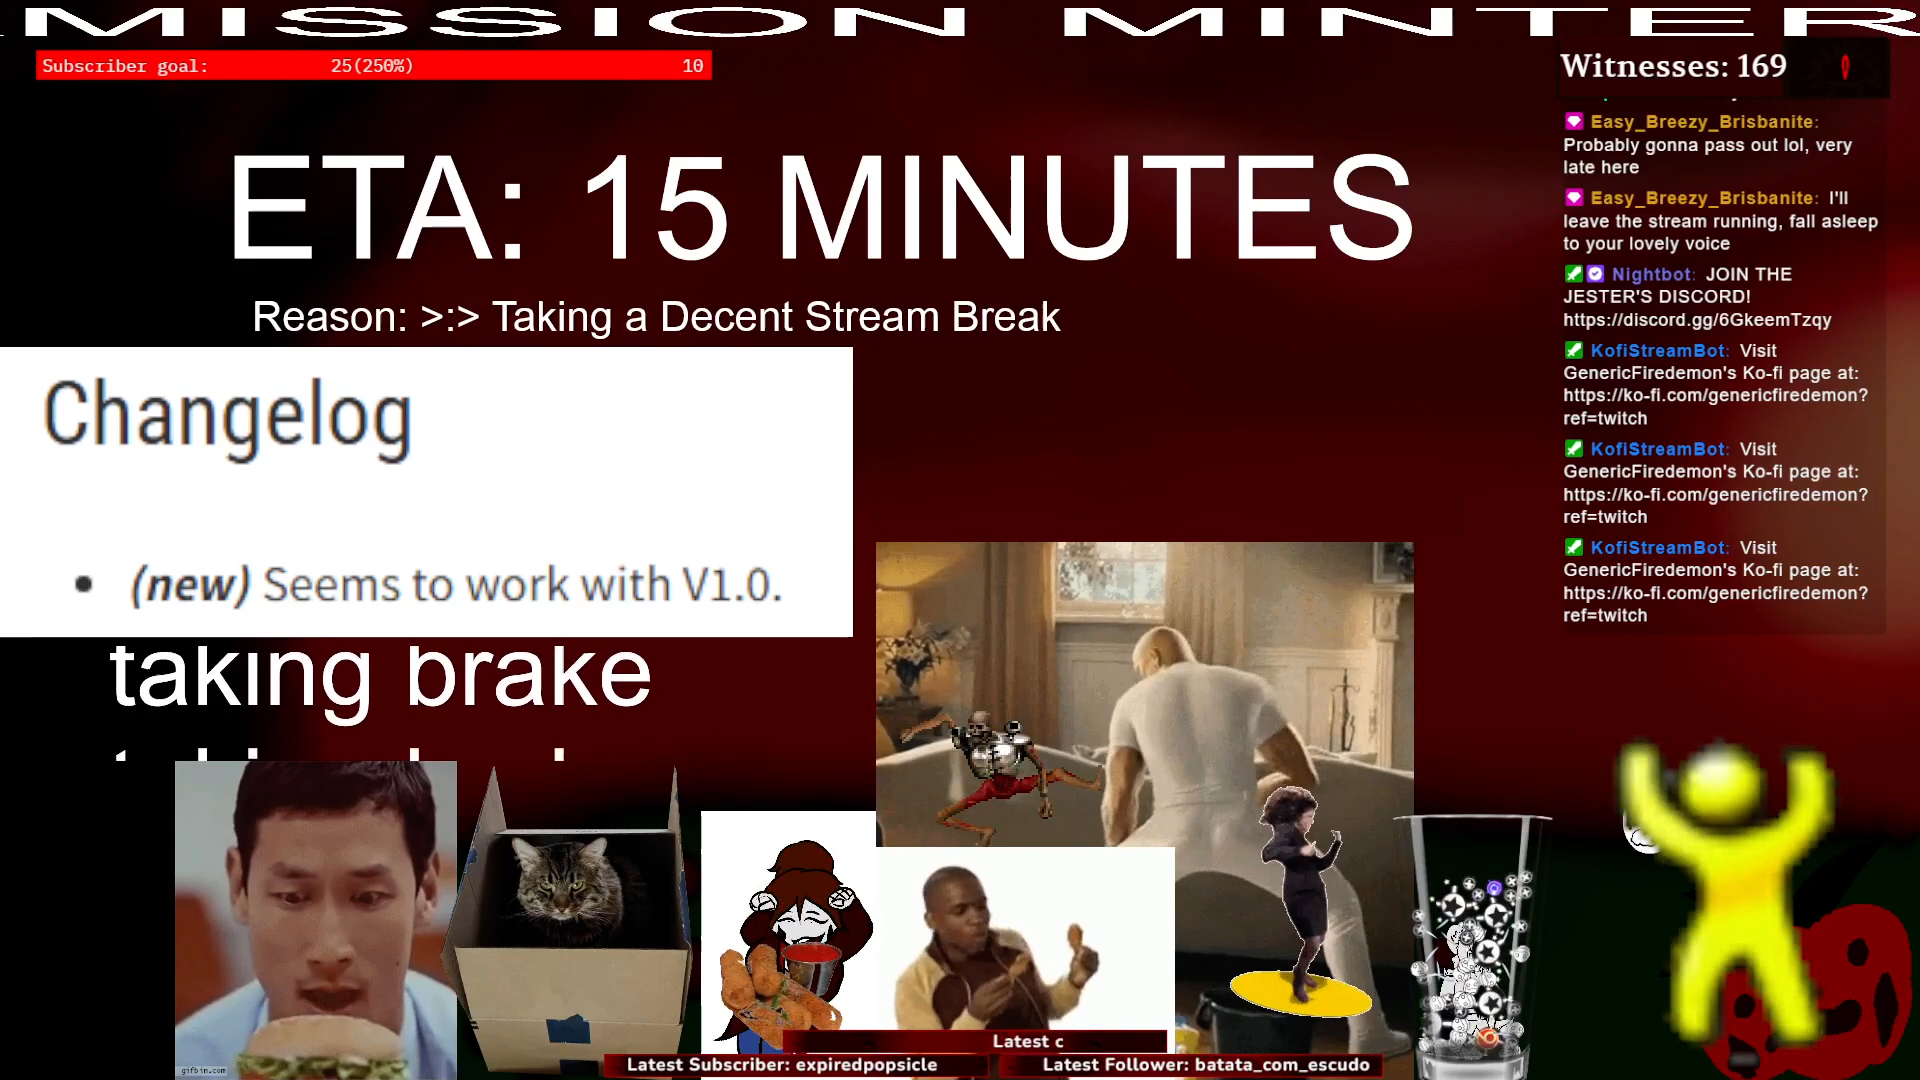 MISSION MINTER
Subscriber goal: 25(250%) 10
Witnesses: 169
ETA: 15 MINUTES
Reason: >:> Taking a Decent Stream Break
Changelog
• (new) Seems to work with V1.0.
taking brake
Easy_Breezy_Brisbanite:
Probably gonna pass out lol, very
late here
Easy_Breezy_Brisbanite: I'll
leave the stream running, fall asleep
to your lovely voice
Nightbot: JOIN THE
JESTER'S DISCORD!
https://discord.gg/6GkeemTzqy
KofiStreamBot: Visit
GenericFiredemon's Ko-fi page at:
https://ko-fi.com/genericfiredemon?
ref=twitch
KofiStreamBot: Visit
GenericFiredemon's Ko-fi page at:
https://ko-fi.com/genericfiredemon?
ref=twitch
KofiStreamBot: Visit
GenericFiredemon's Ko-fi page at:
https://ko-fi.com/genericfiredemon?
ref=twitch
gifbin.com
Latest c
Latest Subscriber: expiredpopsicle
Latest Follower: batata_com_escudo